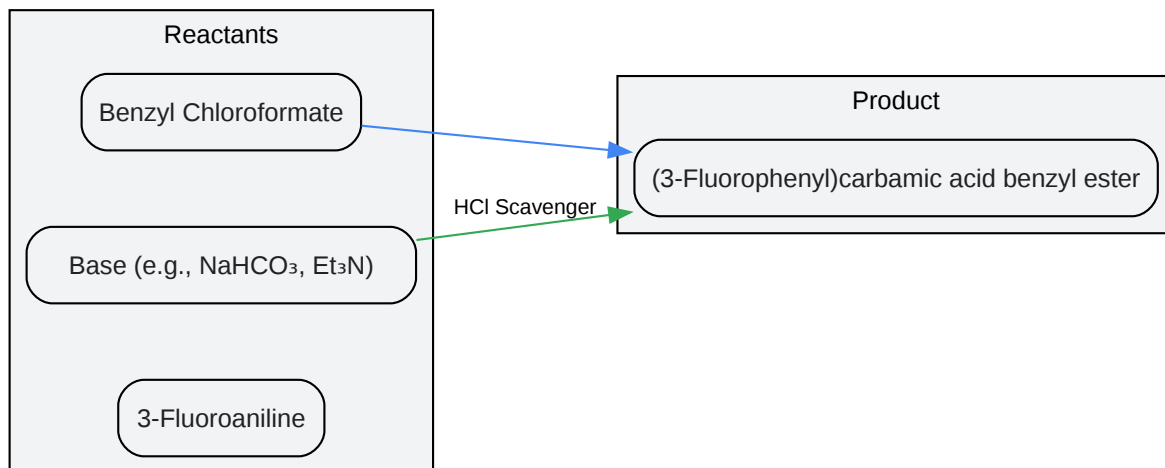 Reactants
Benzyl Chloroformate
Base (e.g., NaHCO₃, Et₃N)
3-Fluoroaniline
HCl Scavenger
Product
(3-Fluorophenyl)carbamic acid benzyl ester